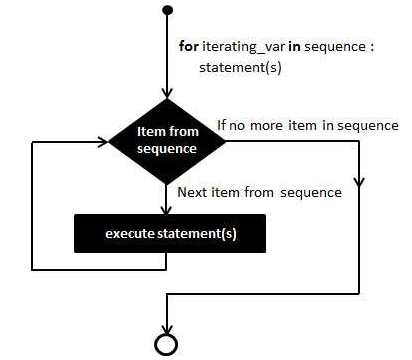 for iterating_var in sequence :
statement(s)
Item from
sequence
If no more item in sequence
Next item from sequence
execute statement(s)